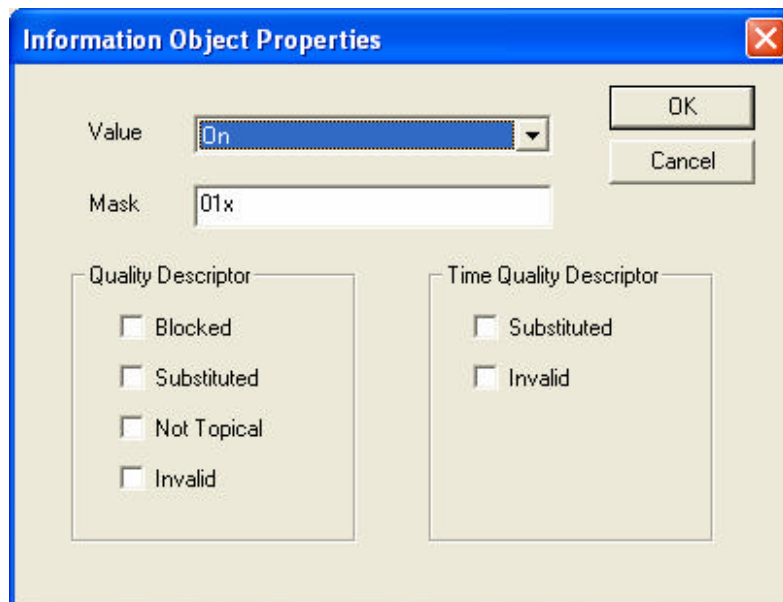 Information Object Properties
Value
On
OK
Cancel
Mask
01x
Quality Descriptor
Blocked
Substituted
Not Topical
Invalid
Time Quality Descriptor
Substituted
Invalid